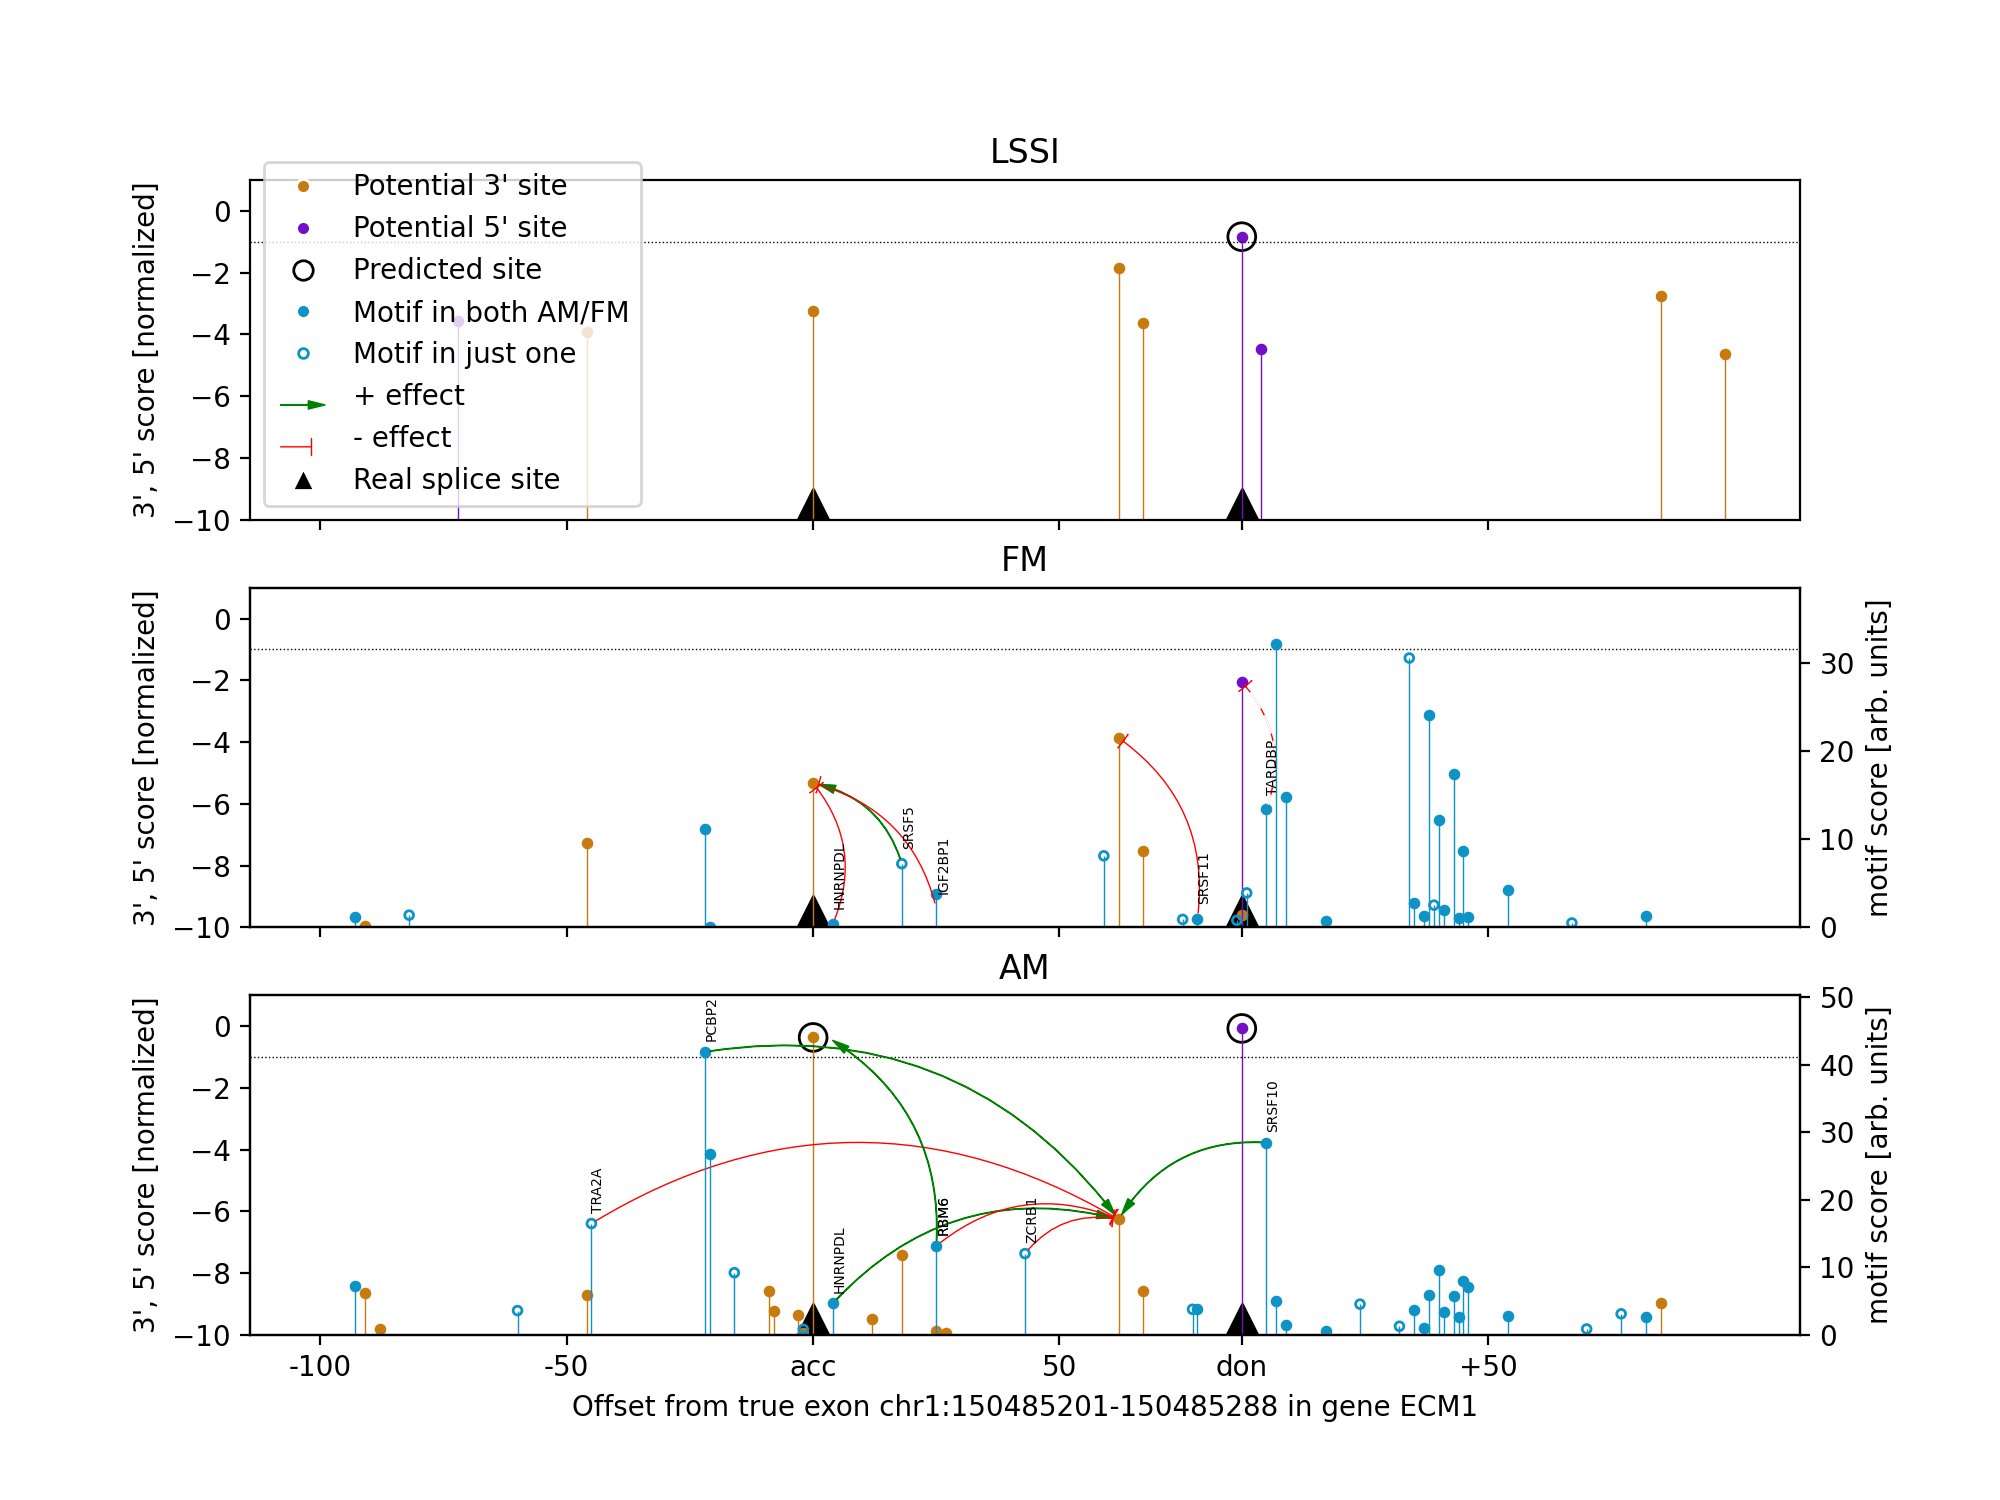 LSSI
3', 5' score [normalized]
0
−2
−4
−6
−8
−10
Potential 3' site
Potential 5' site
Predicted site
Motif in both AM/FM
Motif in just one
+ effect
- effect
Real splice site
FM
3', 5' score [normalized]
0
−2
−4
−6
−8
−10
HNRNPDL
SRSF5
IGF2BP1
SRSF11
TARDBP
30
20
10
0
motif score [arb. units]
AM
3', 5' score [normalized]
0
−2
−4
−6
−8
−10
TRA2A
PCBP2
HNRNPDL
ZCRB1
SRSF10
50
40
30
20
10
0
motif score [arb. units]
-100
-50
acc
50
don
+50
Offset from true exon chr1:150485201-150485288 in gene ECM1